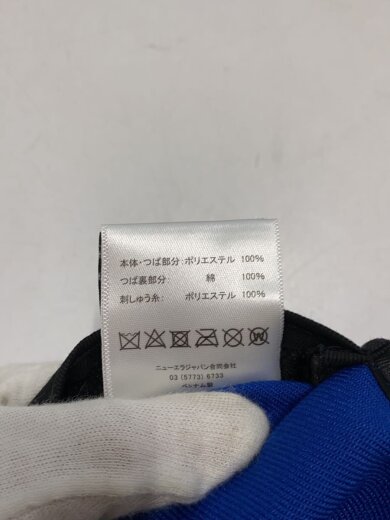 本体・つば部分：ポリエステル 100%
つば裏部分： 綿 100%
刺しゅう糸： ポリエステル 100%
ニューエラジャパン合同会社
03 (5773) 6733
ベトナム製